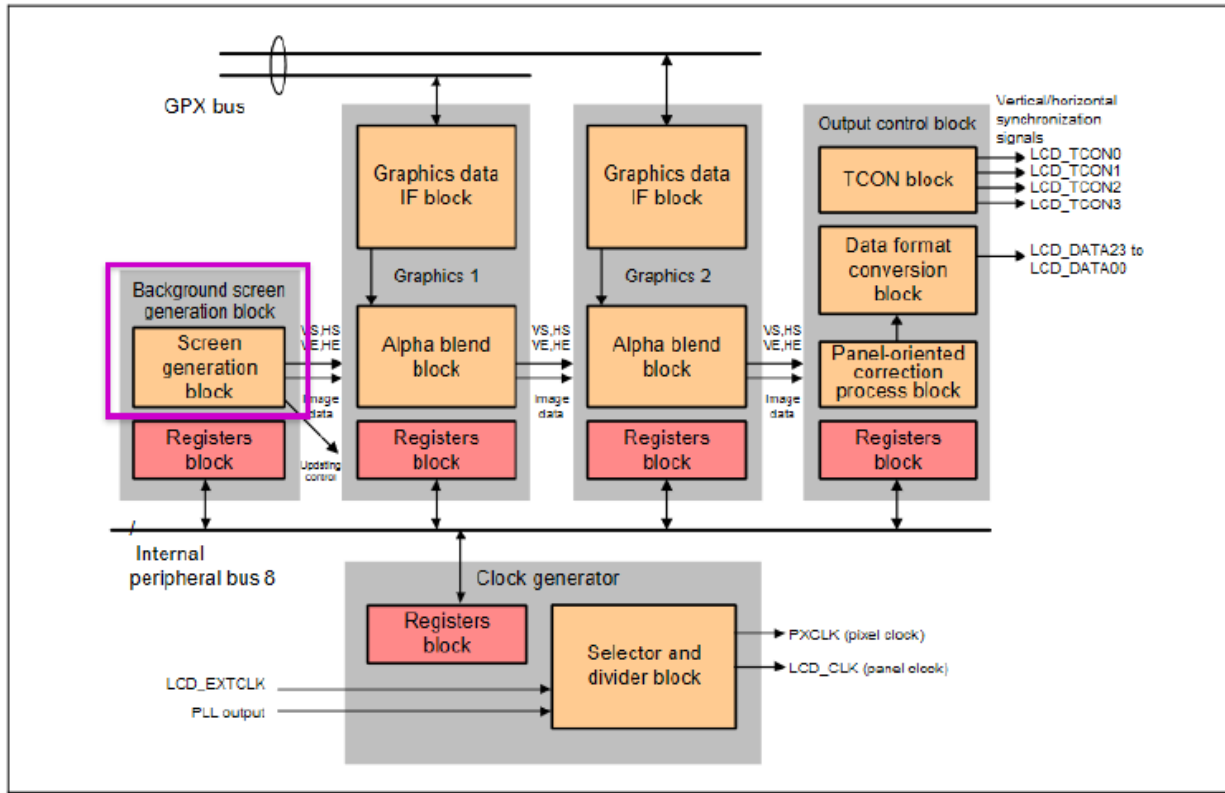 GPX bus
Graphics data
IF block
Graphics 1
Alpha blend
block
Registers
block
Graphics data
IF block
Graphics 2
Alpha blend
block
Registers
block
Output control block
TCON block
Data format
conversion
block
Panel-oriented
correction
process block
Registers
block
Vertical/horizontal
synchronization
signals
LCD_TCON0
LCD_TCON1
LCD_TCON2
LCD_TCON3
LCD_DATA23 to
LCD_DATA00
Background screen
generation block
Screen
generation
block
Registers
block
VS,HS
VE,HE
Image
data
Updating
control
VS,HS
VE,HE
Image
data
VS,HS
VE,HE
Image
data
Internal
peripheral bus 8
Clock generator
Registers
block
Selector and
divider block
LCD_EXTCLK
PLL output
PXCLK (pixel clock)
LCD_CLK (panel clock)